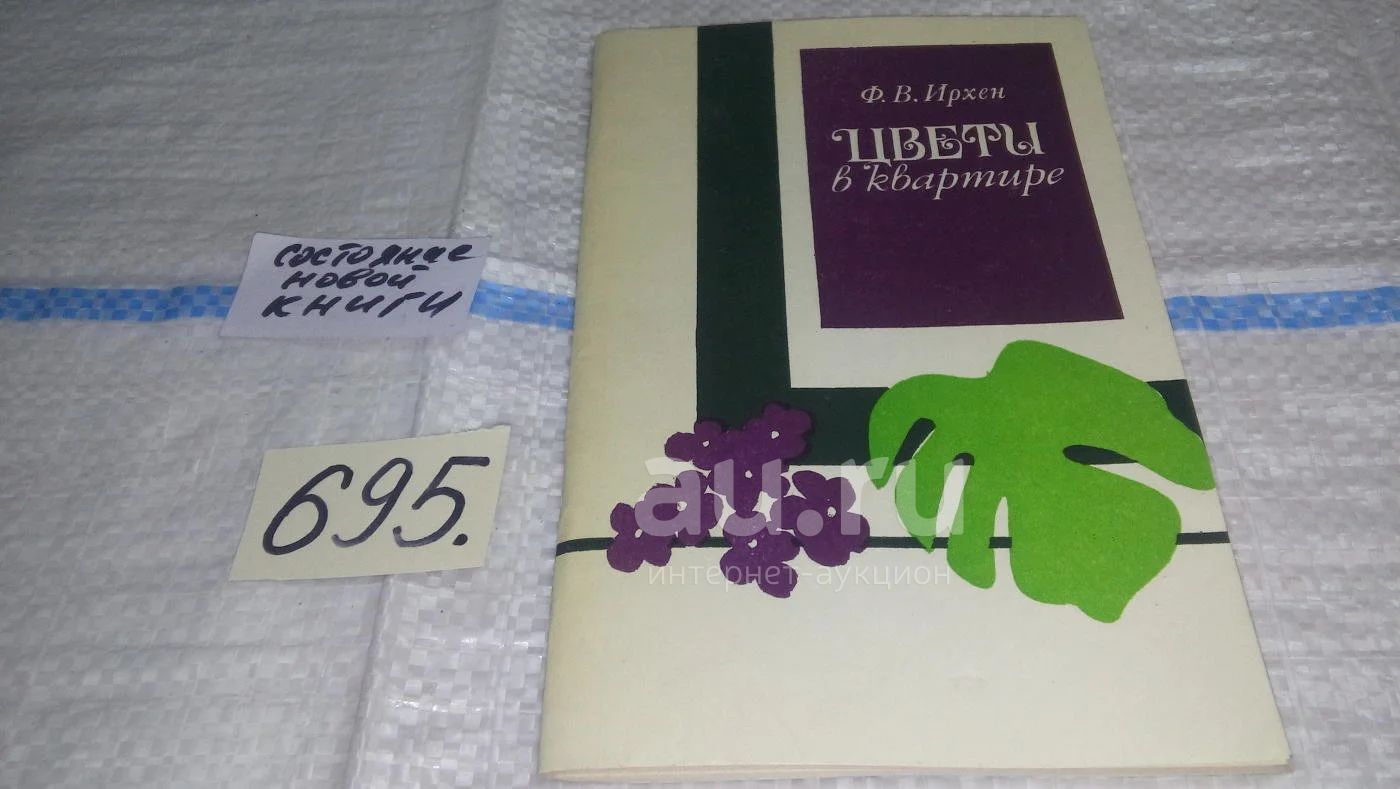 Ф. В. Ирхен
ЦВЕТЫ
в квартире
состояние
новой
книги
695.
au.ru
интернет-аукцион